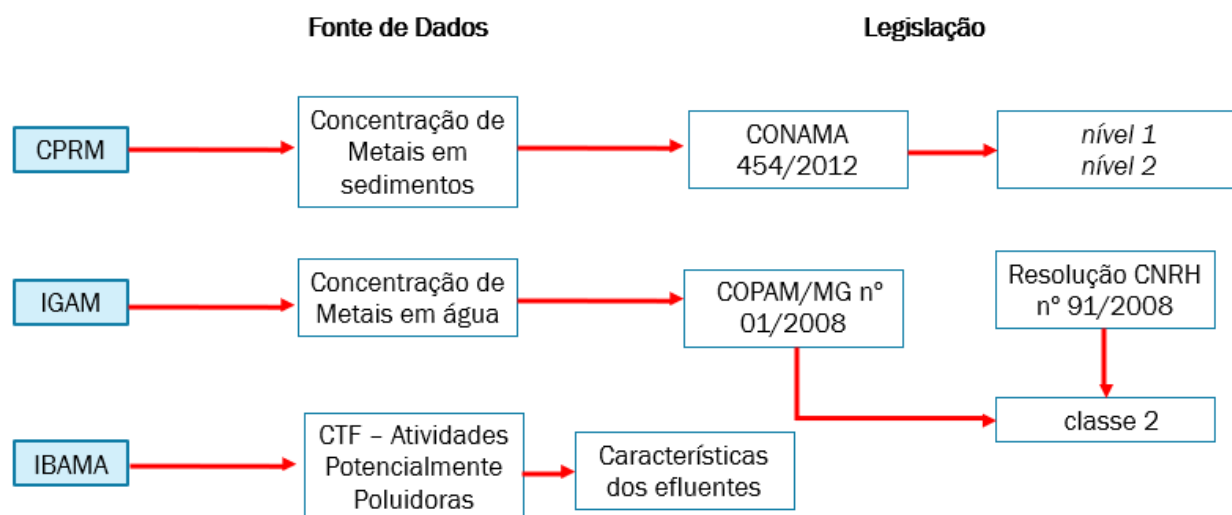 Fonte de Dados
Legislação
CPRM
Concentração de
Metais em
sedimentos
CONAMA
454/2012
nível 1
nível 2
IGAM
Concentração de
Metais em água
COPAM/MG nº
01/2008
Resolução CNRH
nº 91/2008
classe 2
IBAMA
CTF – Atividades
Potencialmente
Poluidoras
Características
dos efluentes